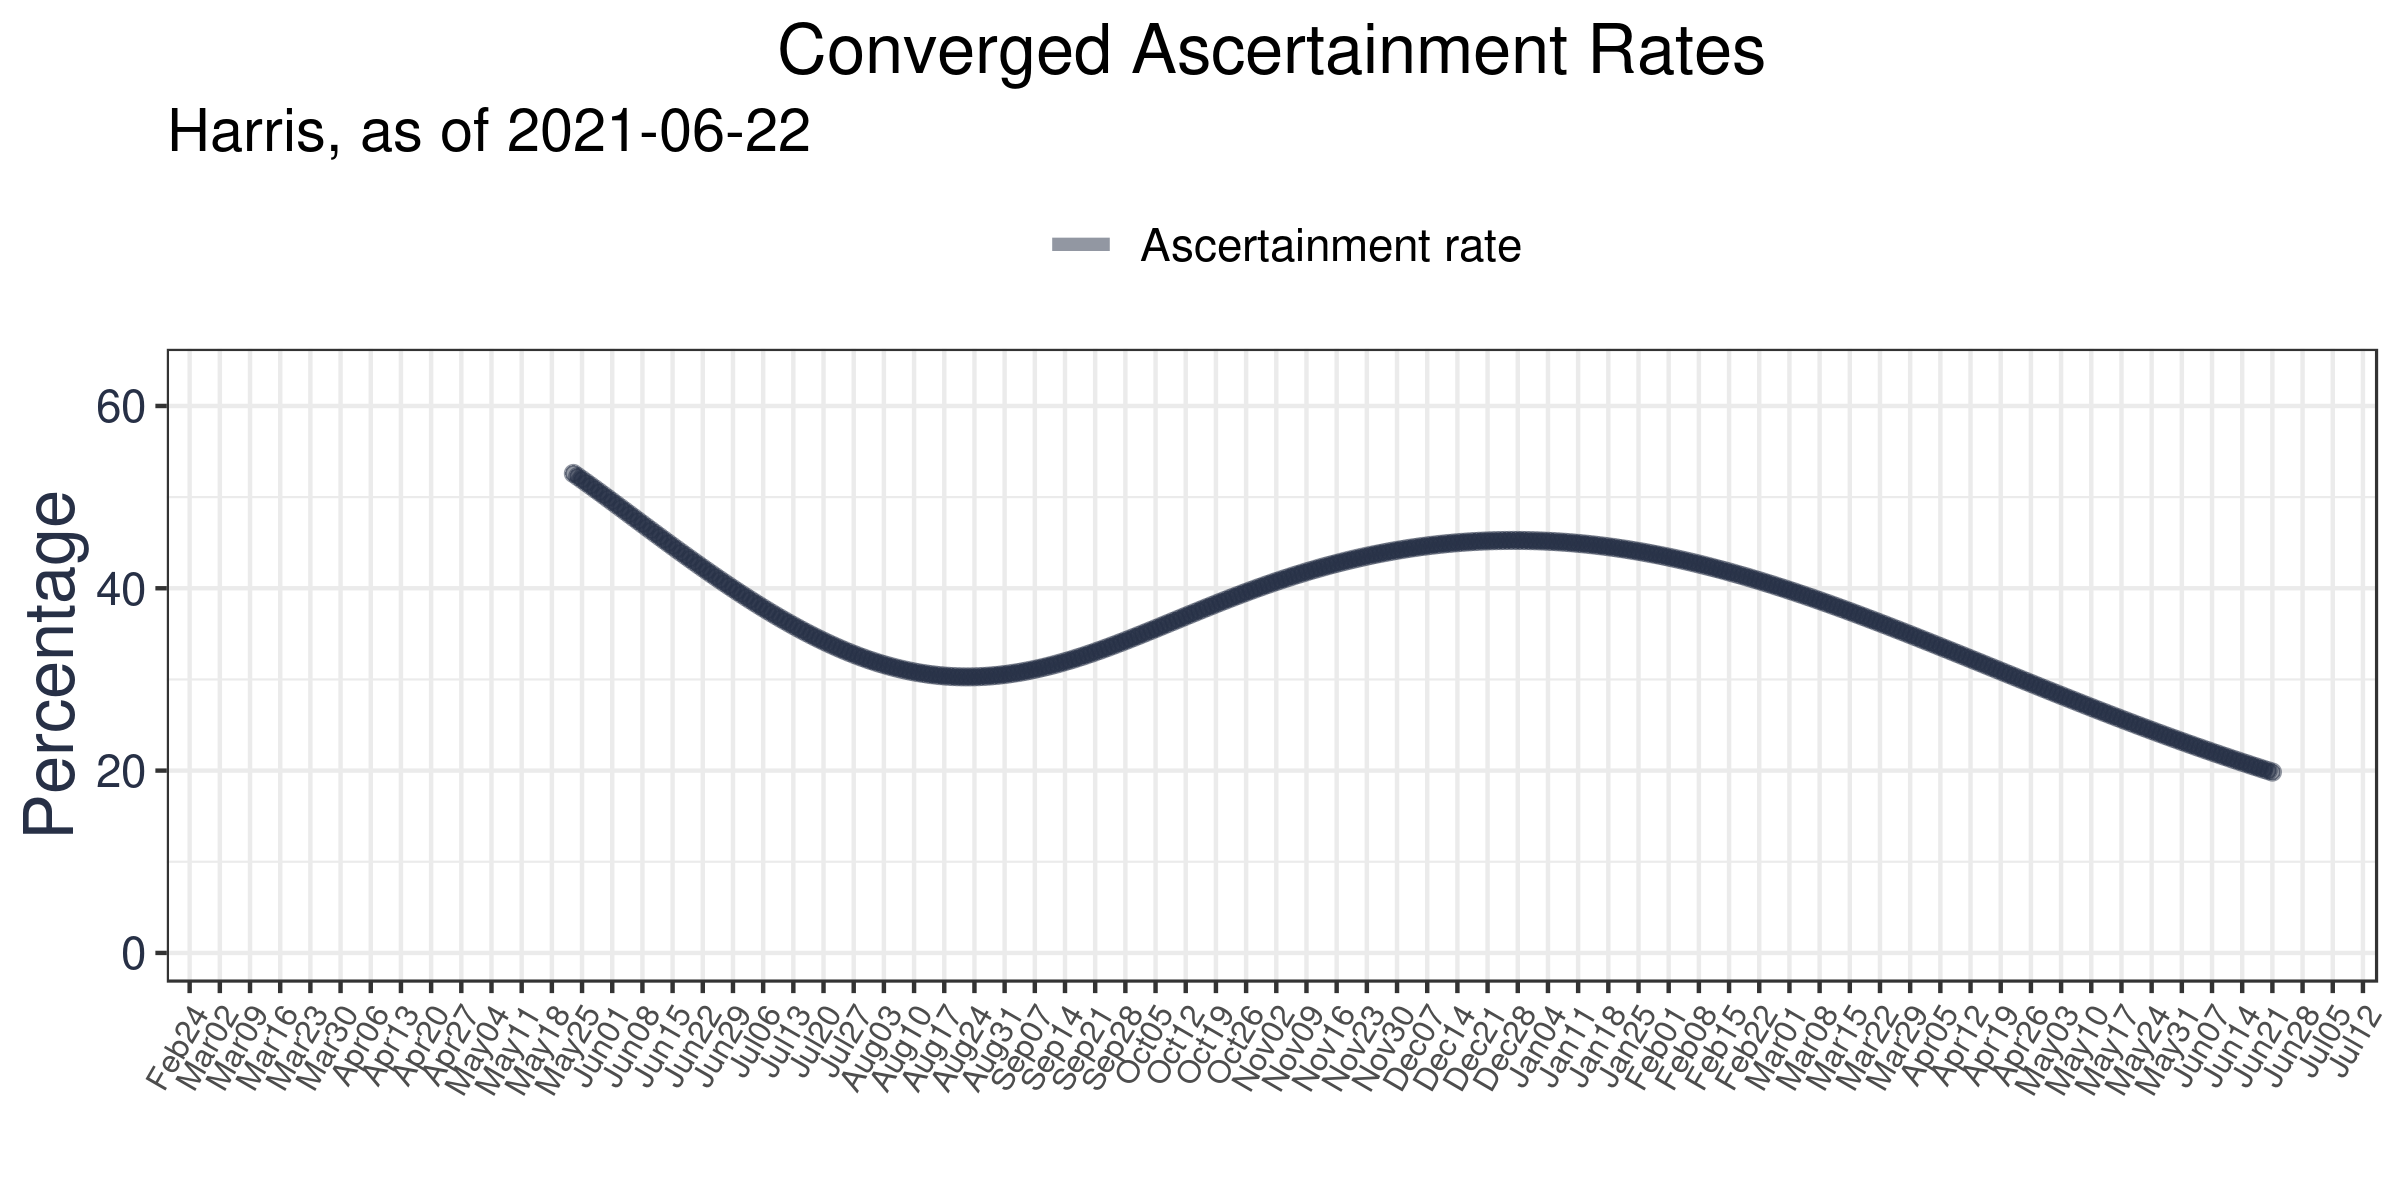 Converged Ascertainment Rates
Harris, as of 2021-06-22
Ascertainment rate
Percentage
60
40
20
0
Feb24 Mar02 Mar09 Mar16 Mar23 Mar30 Apr06 Apr13 Apr20 Apr27 May04 May11 May18 May25 Jun01 Jun08 Jun15 Jun22 Jun29 Jul06 Jul13 Jul20 Jul27 Aug03 Aug10 Aug17 Aug24 Aug31 Sep07 Sep14 Sep21 Sep28 Oct05 Oct12 Oct19 Oct26 Nov02 Nov09 Nov16 Nov23 Nov30 Dec07 Dec14 Dec21 Dec28 Jan04 Jan11 Jan18 Jan25 Feb01 Feb08 Feb15 Feb22 Mar01 Mar08 Mar15 Mar22 Mar29 Apr05 Apr12 Apr19 Apr26 May03 May10 May17 May24 May31 Jun07 Jun14 Jun21 Jun28 Jul05 Jul12